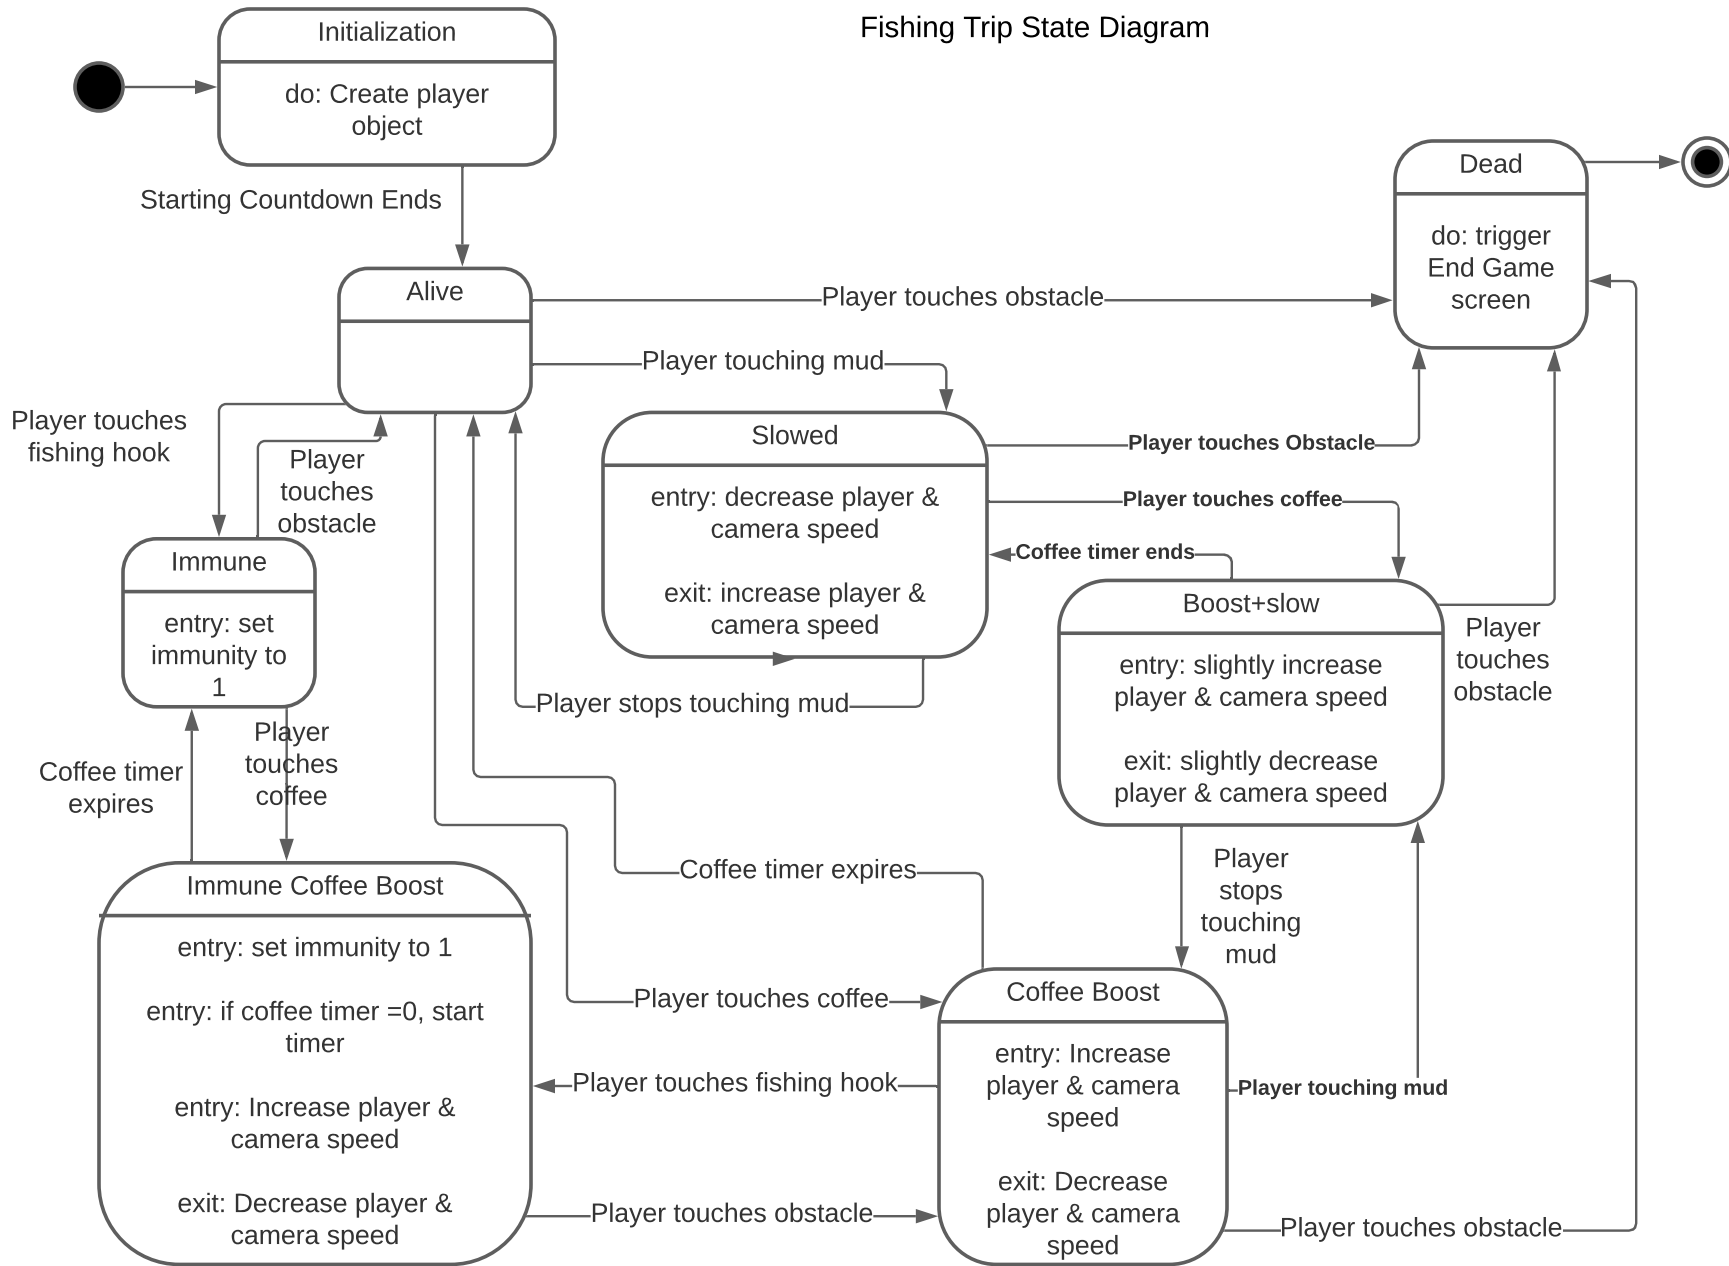 Fishing Trip State Diagram
Initialization
do: Create player
object
Starting Countdown Ends
Dead
do: trigger
End Game
screen
Alive
Player touches obstacle
Player touching mud
Player touches
fishing hook
Player
touches
obstacle
Slowed
entry: decrease player &
camera speed
exit: increase player &
camera speed
Player touches Obstacle
Player touches coffee
Coffee timer ends
Immune
entry: set
immunity to
1
Boost+slow
entry: slightly increase
player & camera speed
exit: slightly decrease
player & camera speed
Player
touches
obstacle
Player stops touching mud
Coffee timer
expires
Player
touches
coffee
Coffee timer expires
Player
stops
touching
mud
Immune Coffee Boost
entry: set immunity to 1
entry: if coffee timer =0, start
timer
entry: Increase player &
camera speed
exit: Decrease player &
camera speed
Player touches coffee
Player touches fishing hook
Player touches obstacle
Coffee Boost
entry: Increase
player & camera
speed
exit: Decrease
player & camera
speed
Player touching mud
Player touches obstacle